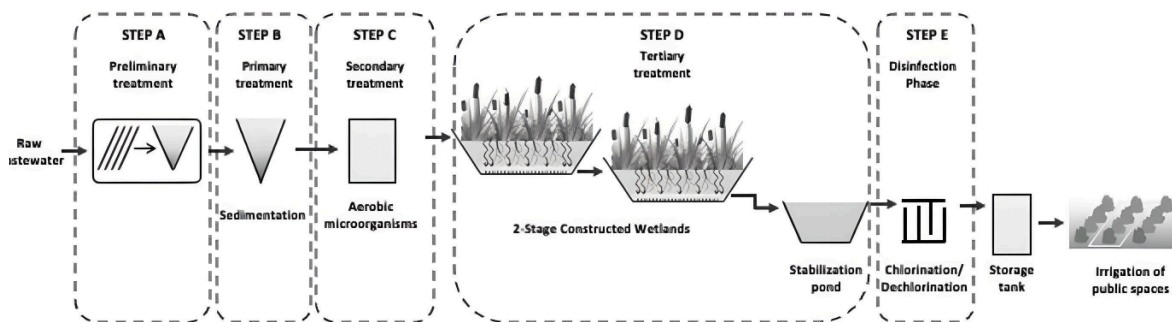 STEP A
Preliminary
treatment
Raw
astewater
STEP B
Primary
treatment
Sedimentation
STEP C
Secondary
treatment
Aerobic
microorganisms
STEP D
Tertiary
treatment
2-Stage Constructed Wetlands
Stabilization
pond
STEP E
Disinfection
Phase
Chlorination/
Dechlorination
Storage
tank
Irrigation of
public spaces